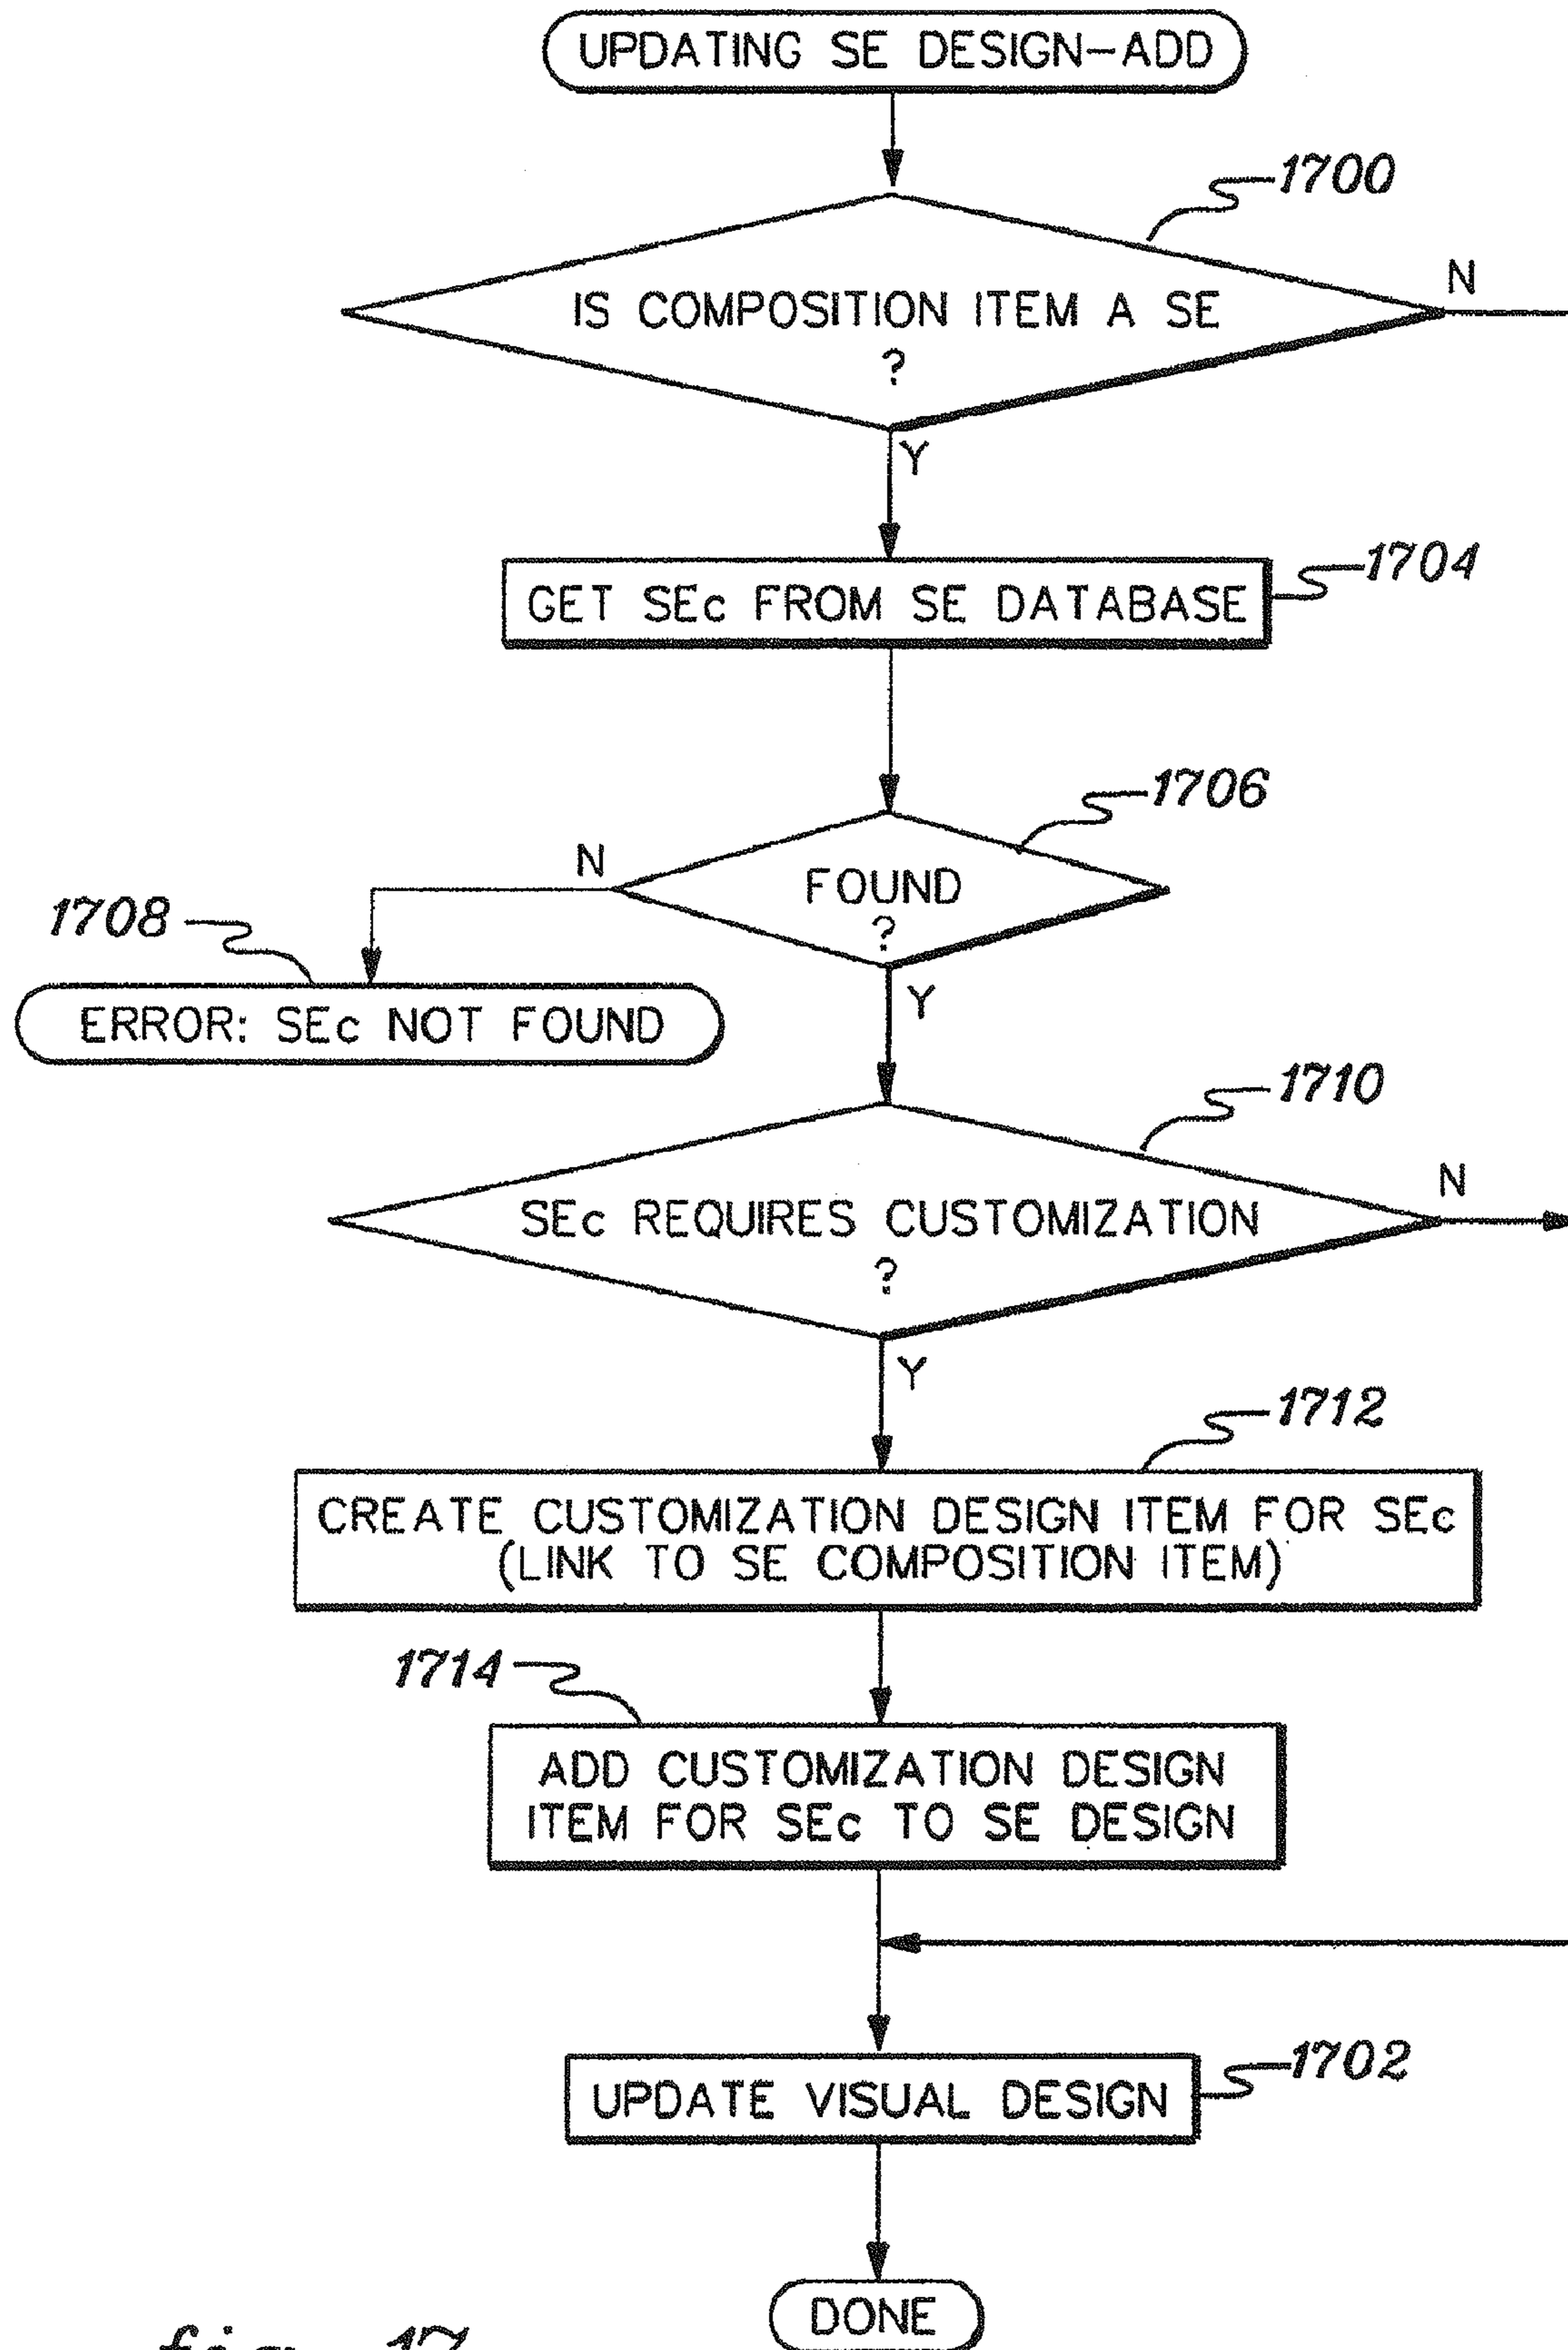 UPDATING SE DESIGN-ADD
1700
IS COMPOSITION ITEM A SE
?
N
Y
GET SEc FROM SE DATABASE
1704
1706
FOUND
?
N
1708
ERROR: SEc NOT FOUND
Y
1710
SEc REQUIRES CUSTOMIZATION
?
N
Y
1712
CREATE CUSTOMIZATION DESIGN ITEM FOR SEc
(LINK TO SE COMPOSITION ITEM)
1714
ADD CUSTOMIZATION DESIGN
ITEM FOR SEc TO SE DESIGN
1702
UPDATE VISUAL DESIGN
DONE
fig. 17